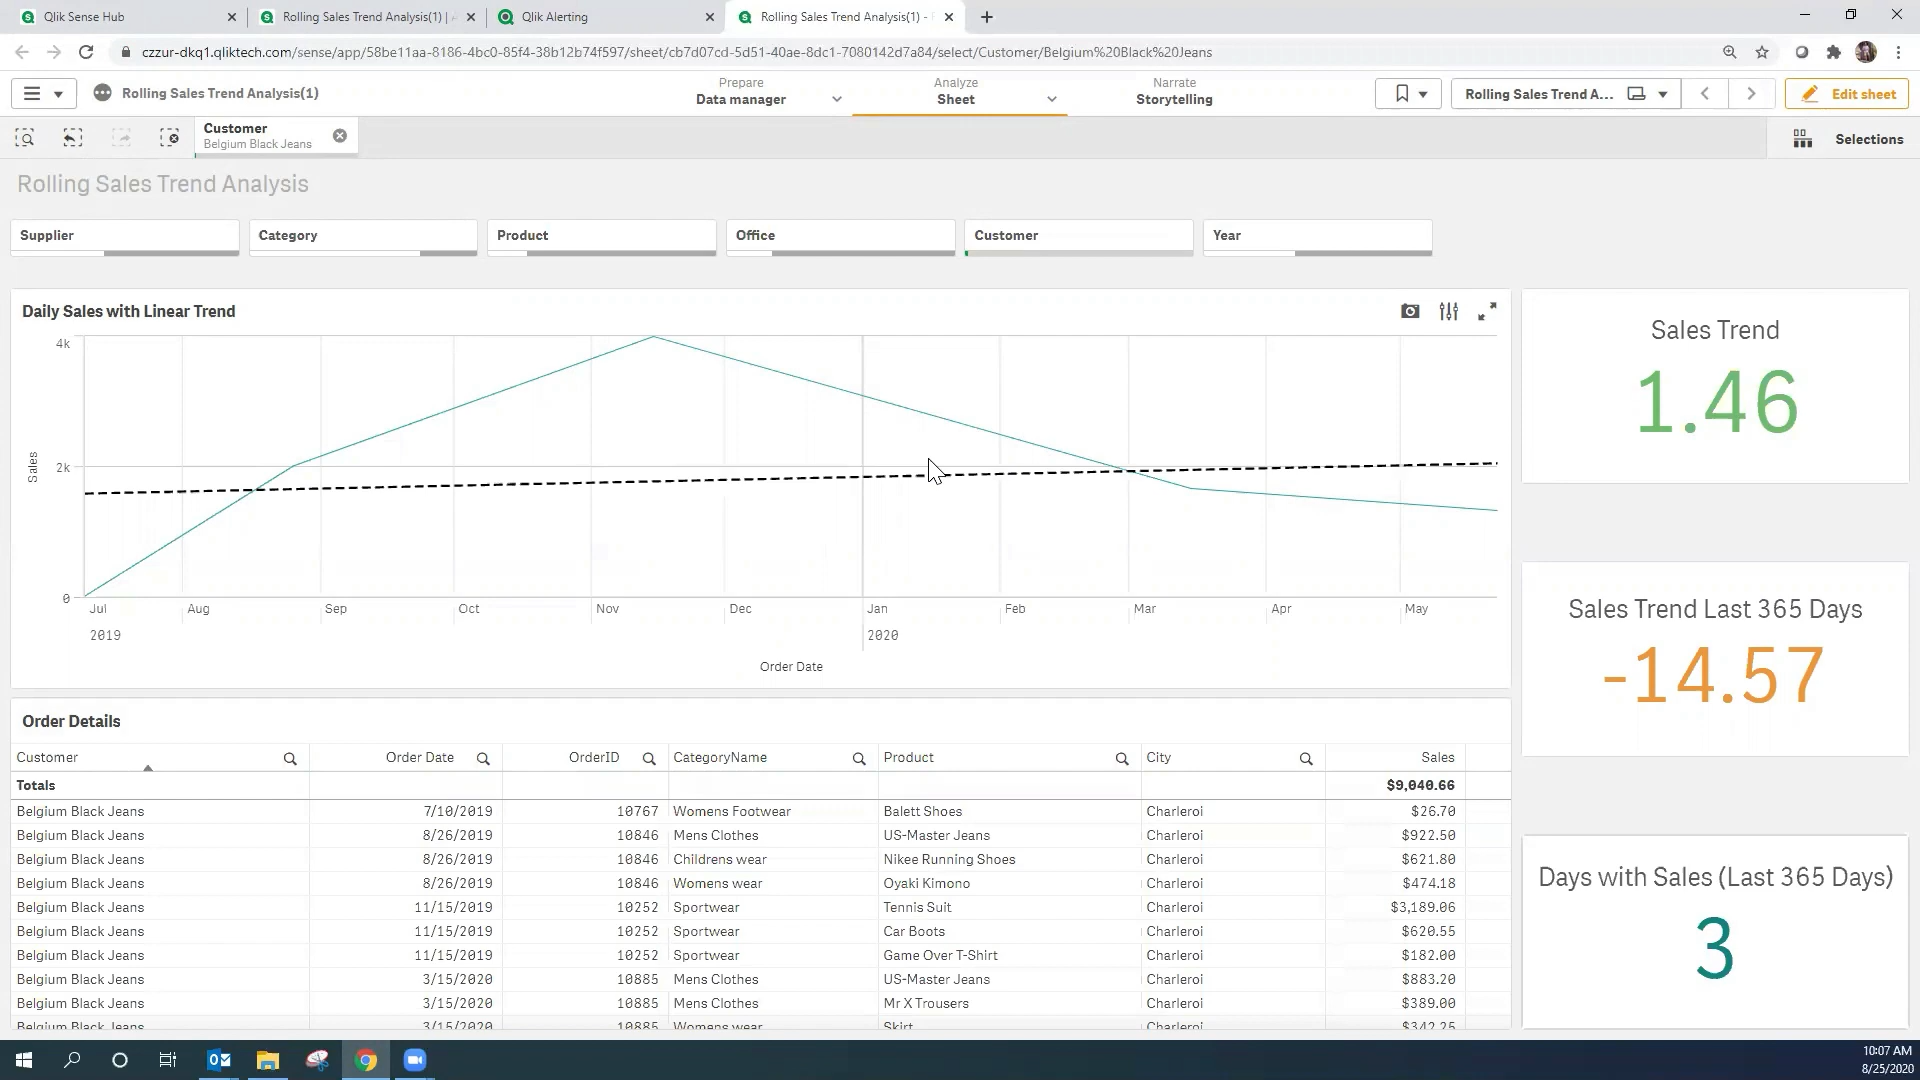 Qlik Sense Hub
Rolling Sales Trend Analysis(1) |
Qlik Alerting
Rolling Sales Trend Analysis(1) -
czzur-dkq1.qliktech.com/sense/app/58be11aa-8186-4bc0-85f4-38b12b74f597/sheet/cb7d07cd-5d51-40ae-8dc1-7080142d7a84/select/Customer/Belgium%20Black%20Jeans
Rolling Sales Trend Analysis(1)
Prepare
Data manager
Analyze
Sheet
Narrate
Storytelling
Rolling Sales Trend A...
Edit sheet
Customer
Belgium Black Jeans
Selections
Rolling Sales Trend Analysis
Supplier Category Product Office Customer Year
Daily Sales with Linear Trend
4k
2k
0
Sales
Jul Aug Sep Oct Nov Dec Jan Feb Mar Apr May
2019 2020
Order Date
Sales Trend
1.46
Sales Trend Last 365 Days
-14.57
Days with Sales (Last 365 Days)
3
Order Details
Customer Order Date OrderID CategoryName Product City Sales
Totals $9,040.66
Belgium Black Jeans 7/10/2019 10767 Womens Footwear Balett Shoes Charleroi $26.70
Belgium Black Jeans 8/26/2019 10846 Mens Clothes US-Master Jeans Charleroi $922.50
Belgium Black Jeans 8/26/2019 10846 Childrens wear Nikee Running Shoes Charleroi $621.80
Belgium Black Jeans 8/26/2019 10846 Womens wear Oyaki Kimono Charleroi $474.18
Belgium Black Jeans 11/15/2019 10252 Sportwear Tennis Suit Charleroi $3,189.06
Belgium Black Jeans 11/15/2019 10252 Sportwear Car Boots Charleroi $620.55
Belgium Black Jeans 11/15/2019 10252 Sportwear Game Over T-Shirt Charleroi $182.00
Belgium Black Jeans 3/15/2020 10885 Mens Clothes US-Master Jeans Charleroi $883.20
Belgium Black Jeans 3/15/2020 10885 Mens Clothes Mr X Trousers Charleroi $389.00
Belgium Black Jeans 3/15/2020 10885 Womens wear Skirt Charleroi $342.25
10:07 AM
8/25/2020